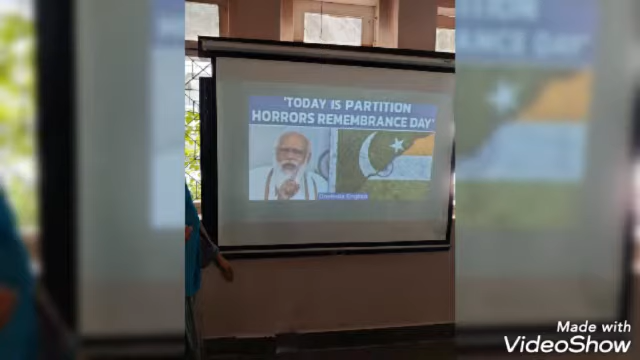 'TODAY IS PARTITION
HORRORS REMEMBRANCE DAY'
Made with
VideoShow